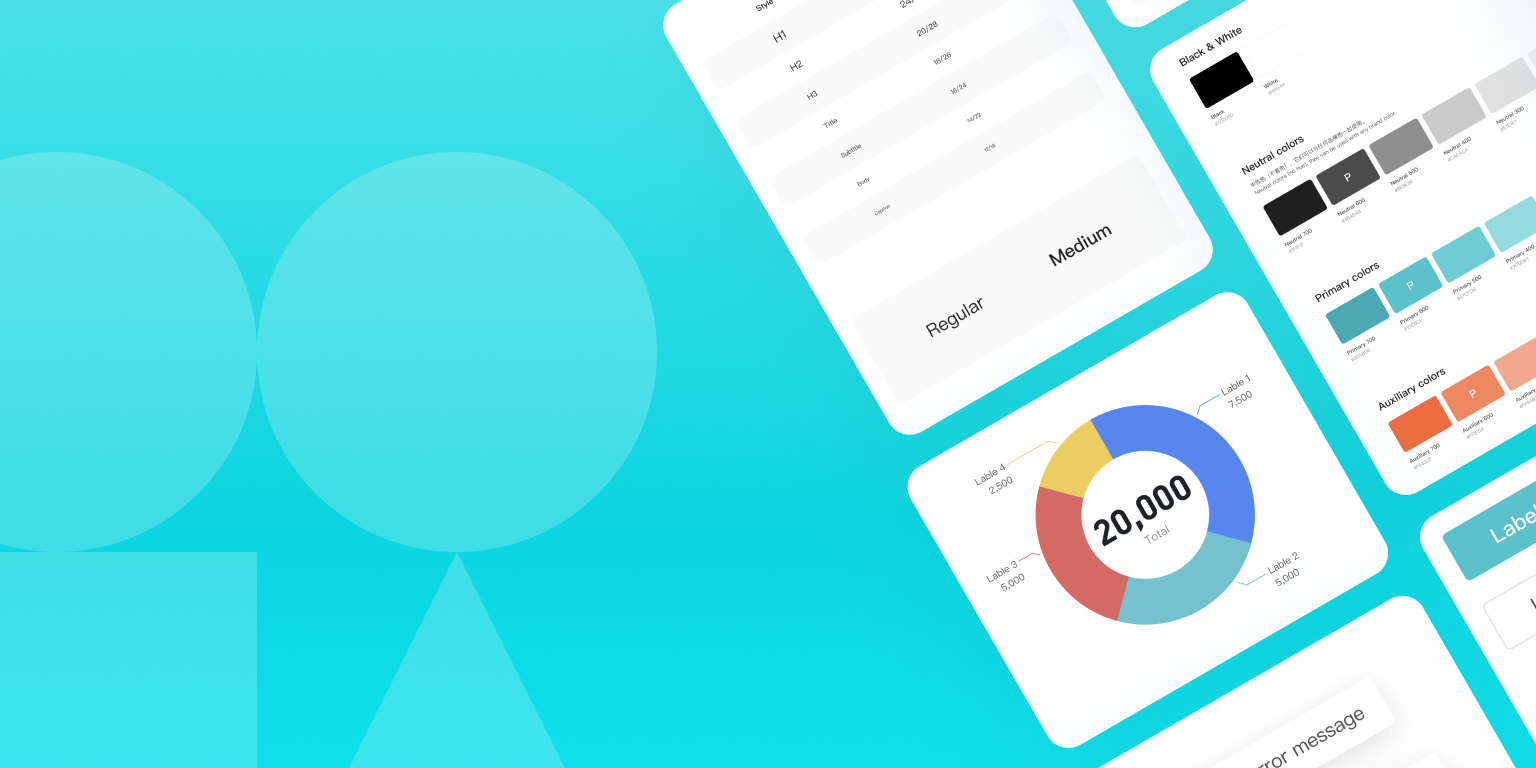 Style
H1
24/
H2
20/28
H3
18/26
Title
16/24
Subtitle
14/22
Body
12/18
Caption
Regular
Medium
Black & White
Black
#000000
White
#FFFFFF
Neutral colors
Neutral colors (no hue), they can be used with any brand color.
P
Neutral 700
Neutral 600
Neutral 500
Neutral 400
#CACACA
Neutral 300
Primary colors
P
Primary 700
Primary 600
Primary 500
Primary 400
Auxiliary colors
P
Auxiliary 700
Auxiliary 600
Auxiliary
Lable 1
7,500
Lable 4
2,500
20,000
Total
Lable 3
5,000
Lable 2
5,000
Label
rror message